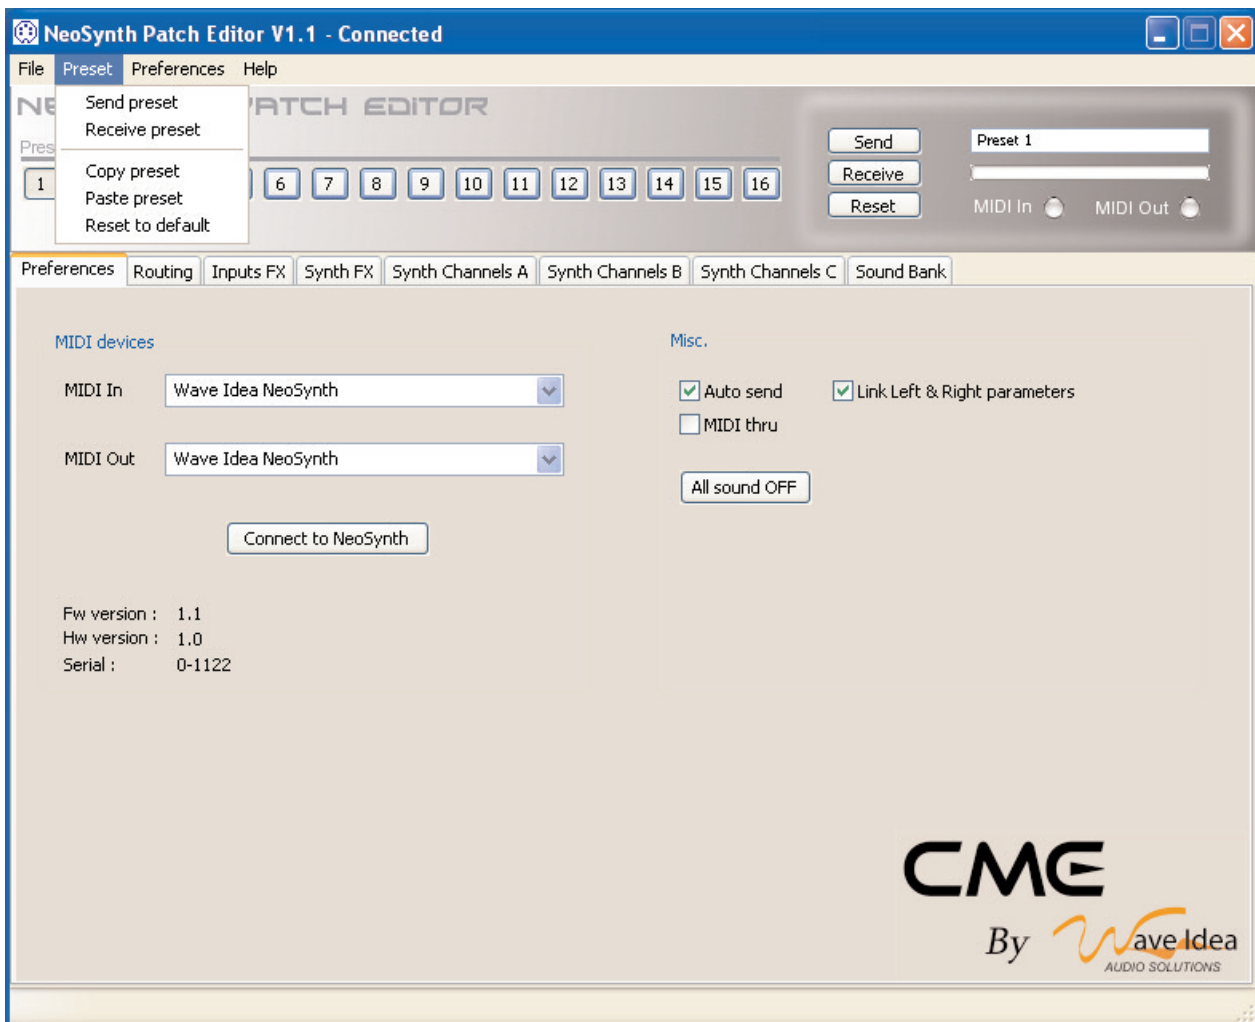 NeoSynth Patch Editor V1.1 - Connected
File Preset Preferences Help
Send preset
Receive preset
Copy preset
Paste preset
Reset to default
PATCH EDITOR
1 6 7 8 9 10 11 12 13 14 15 16
Send
Receive
Reset
Preset 1
MIDI In MIDI Out
Preferences Routing Inputs FX Synth FX Synth Channels A Synth Channels B Synth Channels C Sound Bank
MIDI devices
MIDI In Wave Idea NeoSynth
MIDI Out Wave Idea NeoSynth
Connect to NeoSynth
Fw version : 1.1
Hw version : 1.0
Serial : 0-1122
Misc.
Auto send Link Left & Right parameters
MIDI thru
All sound OFF
CME
By Wave Idea
AUDIO SOLUTIONS